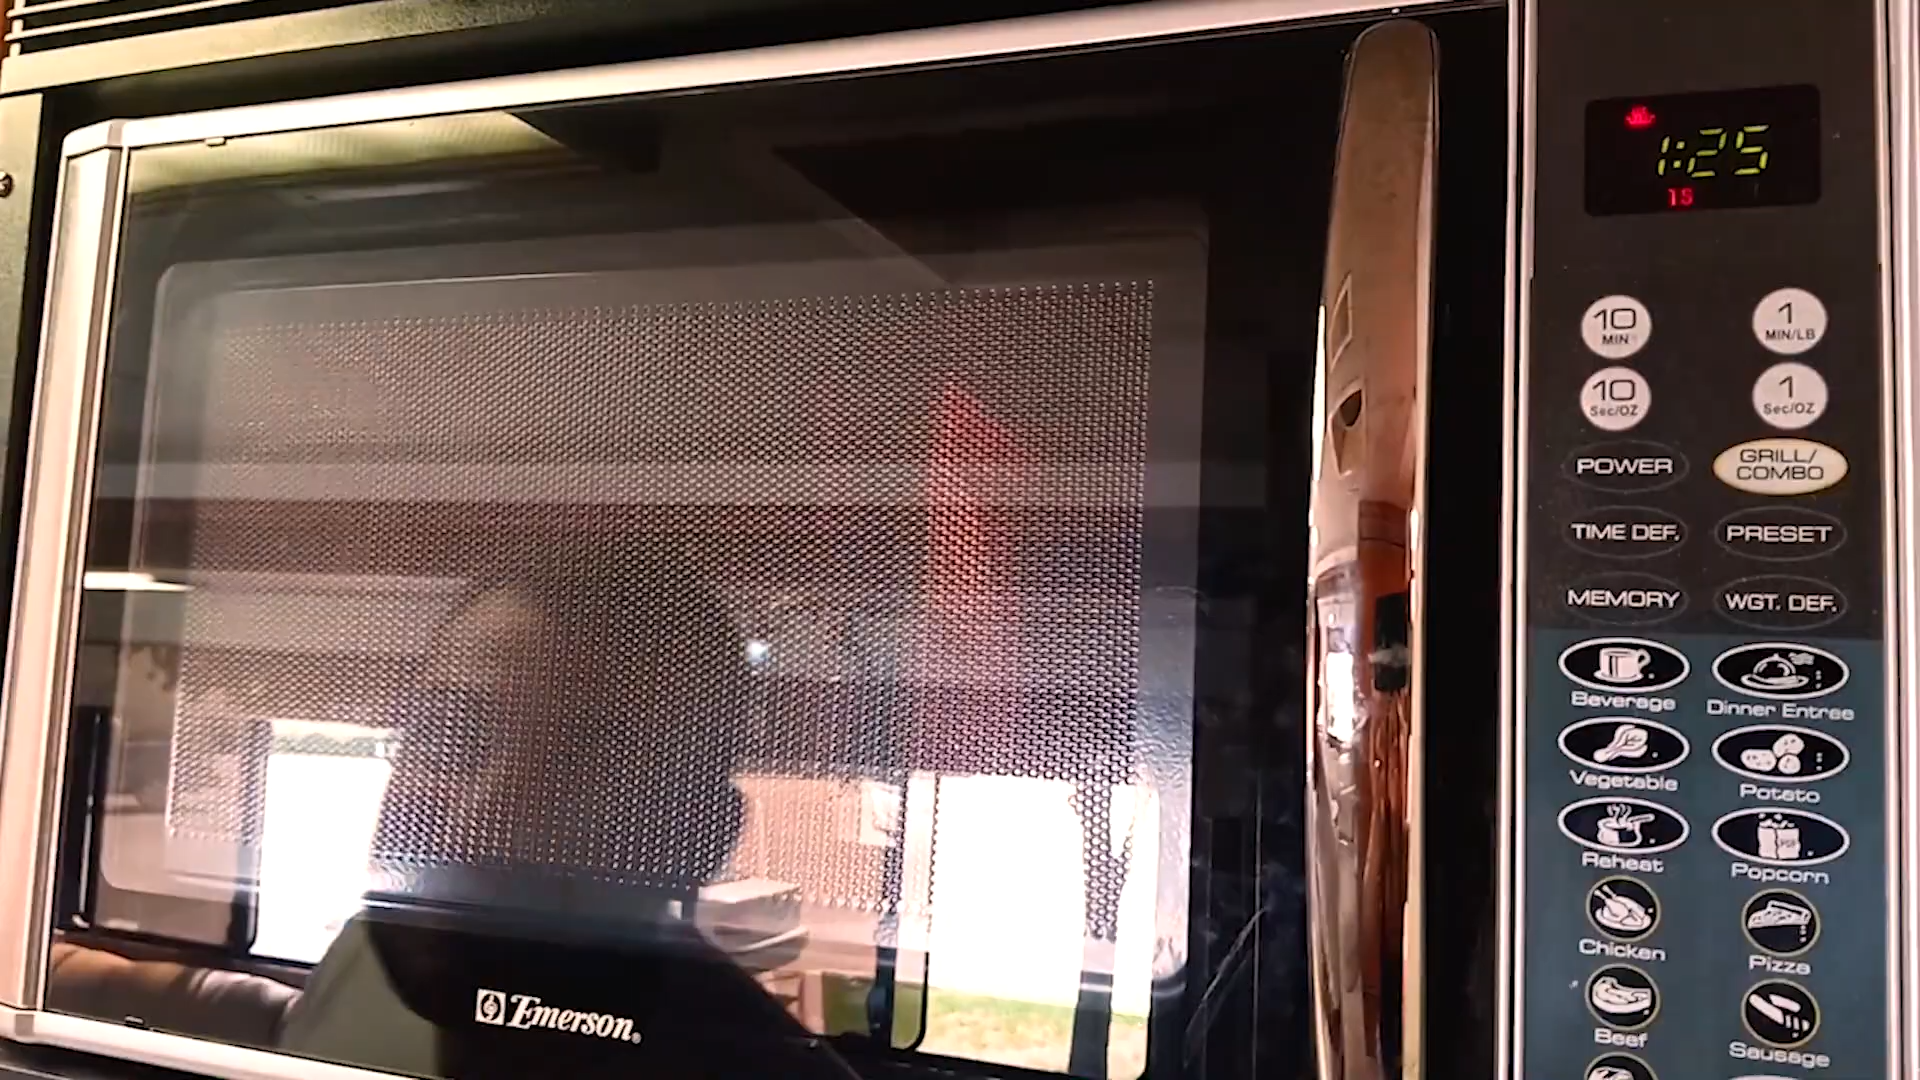 1:25
1S
10
MIN
1
MIN/LB
10
Sec/OZ
1
Sec/OZ
POWER
GRILL/
COMBO
TIME DEF.
PRESET
MEMORY
WGT. DEF.
Beverage
Dinner Entree
Vegetable
Potato
Reheat
Popcorn
Chicken
Pizza
Beef
Sausage
Emerson®